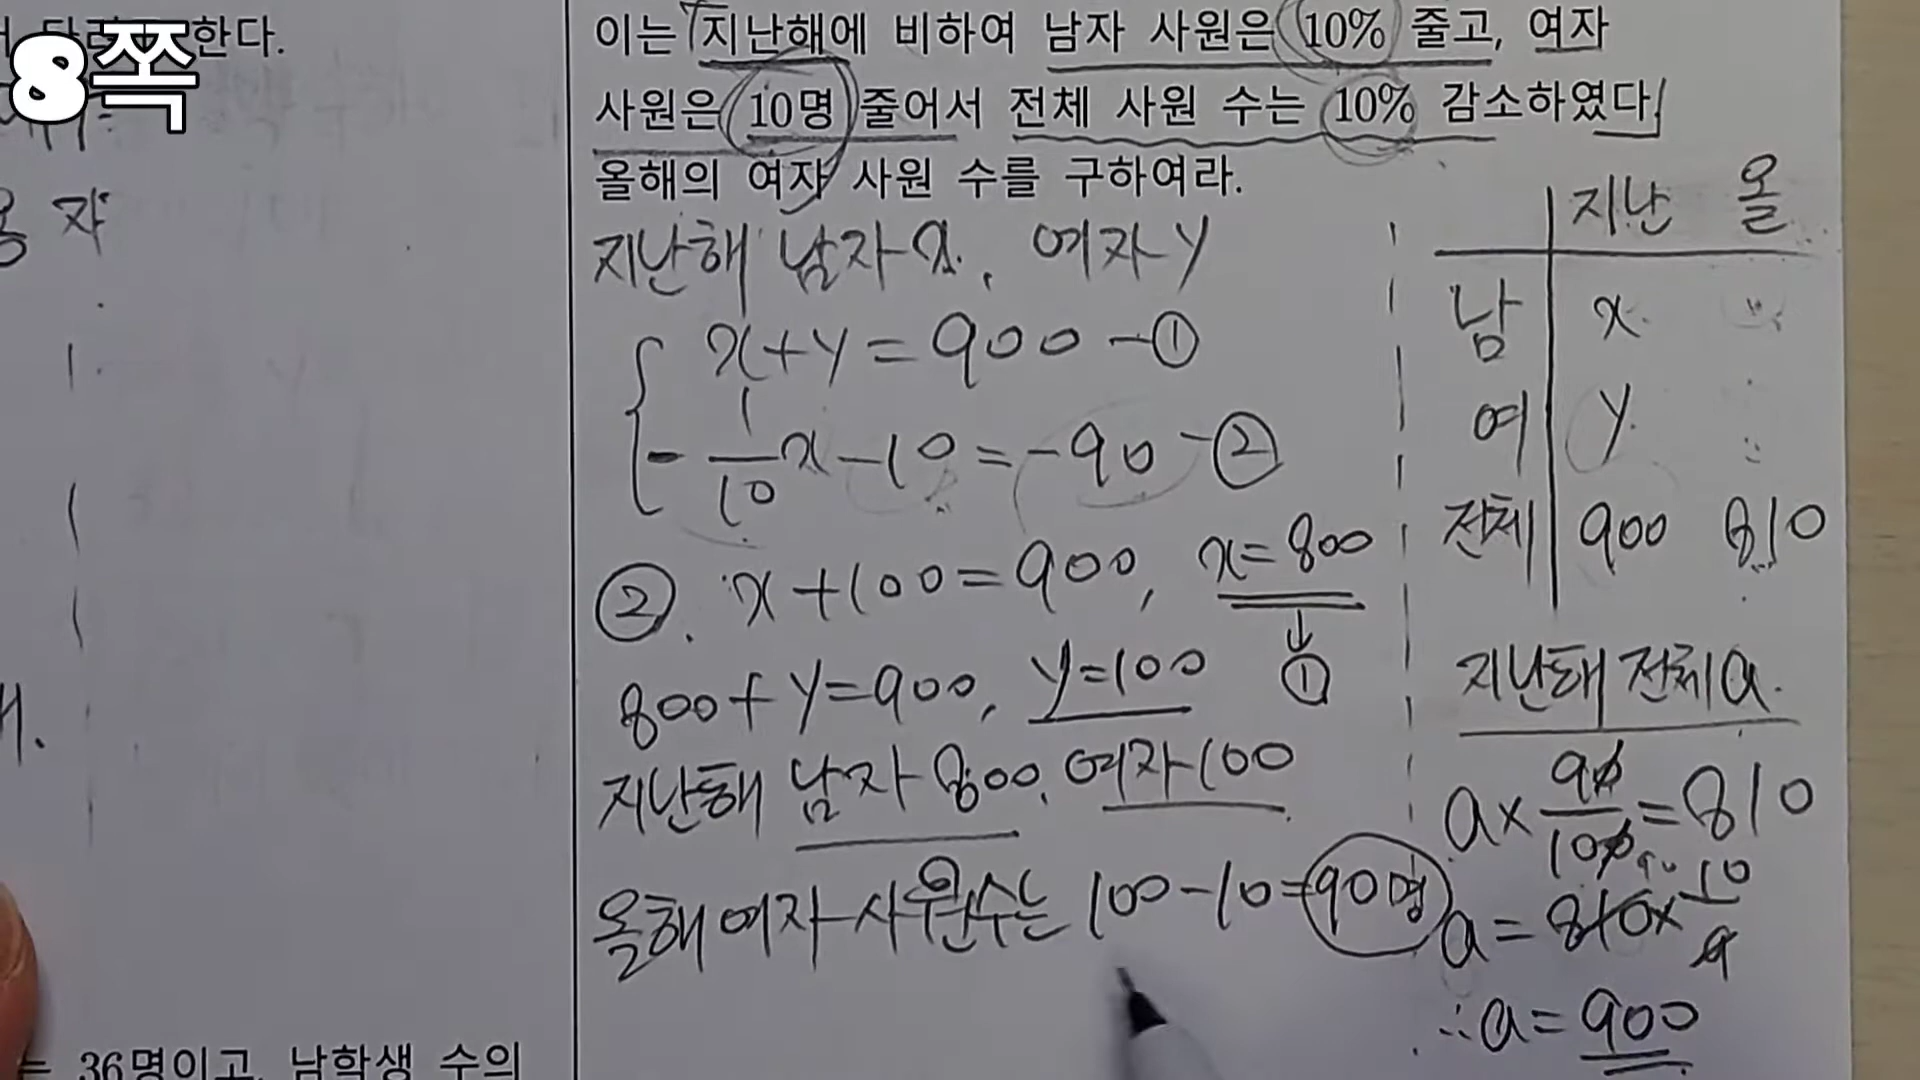 한다.
8쪽
이는 지난해에 비하여 남자 사원은 10% 줄고, 여자
사원은 10명 줄어서 전체 사원 수는 10% 감소하였다
올해의 여자 사원 수를 구하여라.
용 자
지난해 남자 x, 여자 y
x+y=900 -①
-1/10 x-10=-90 -②
②. x+100=900, x=800
↓
①
800+y=900, y=100
지난해 남자 800, 여자 100
올해 여자 사원수는 100-10=90명
지난 올
남 x "
여 y "
전체 900 810
지난해 전체 a.
a×90/100=810
a=810×10/9
90
∴a=900
36명이고, 남학생 수의